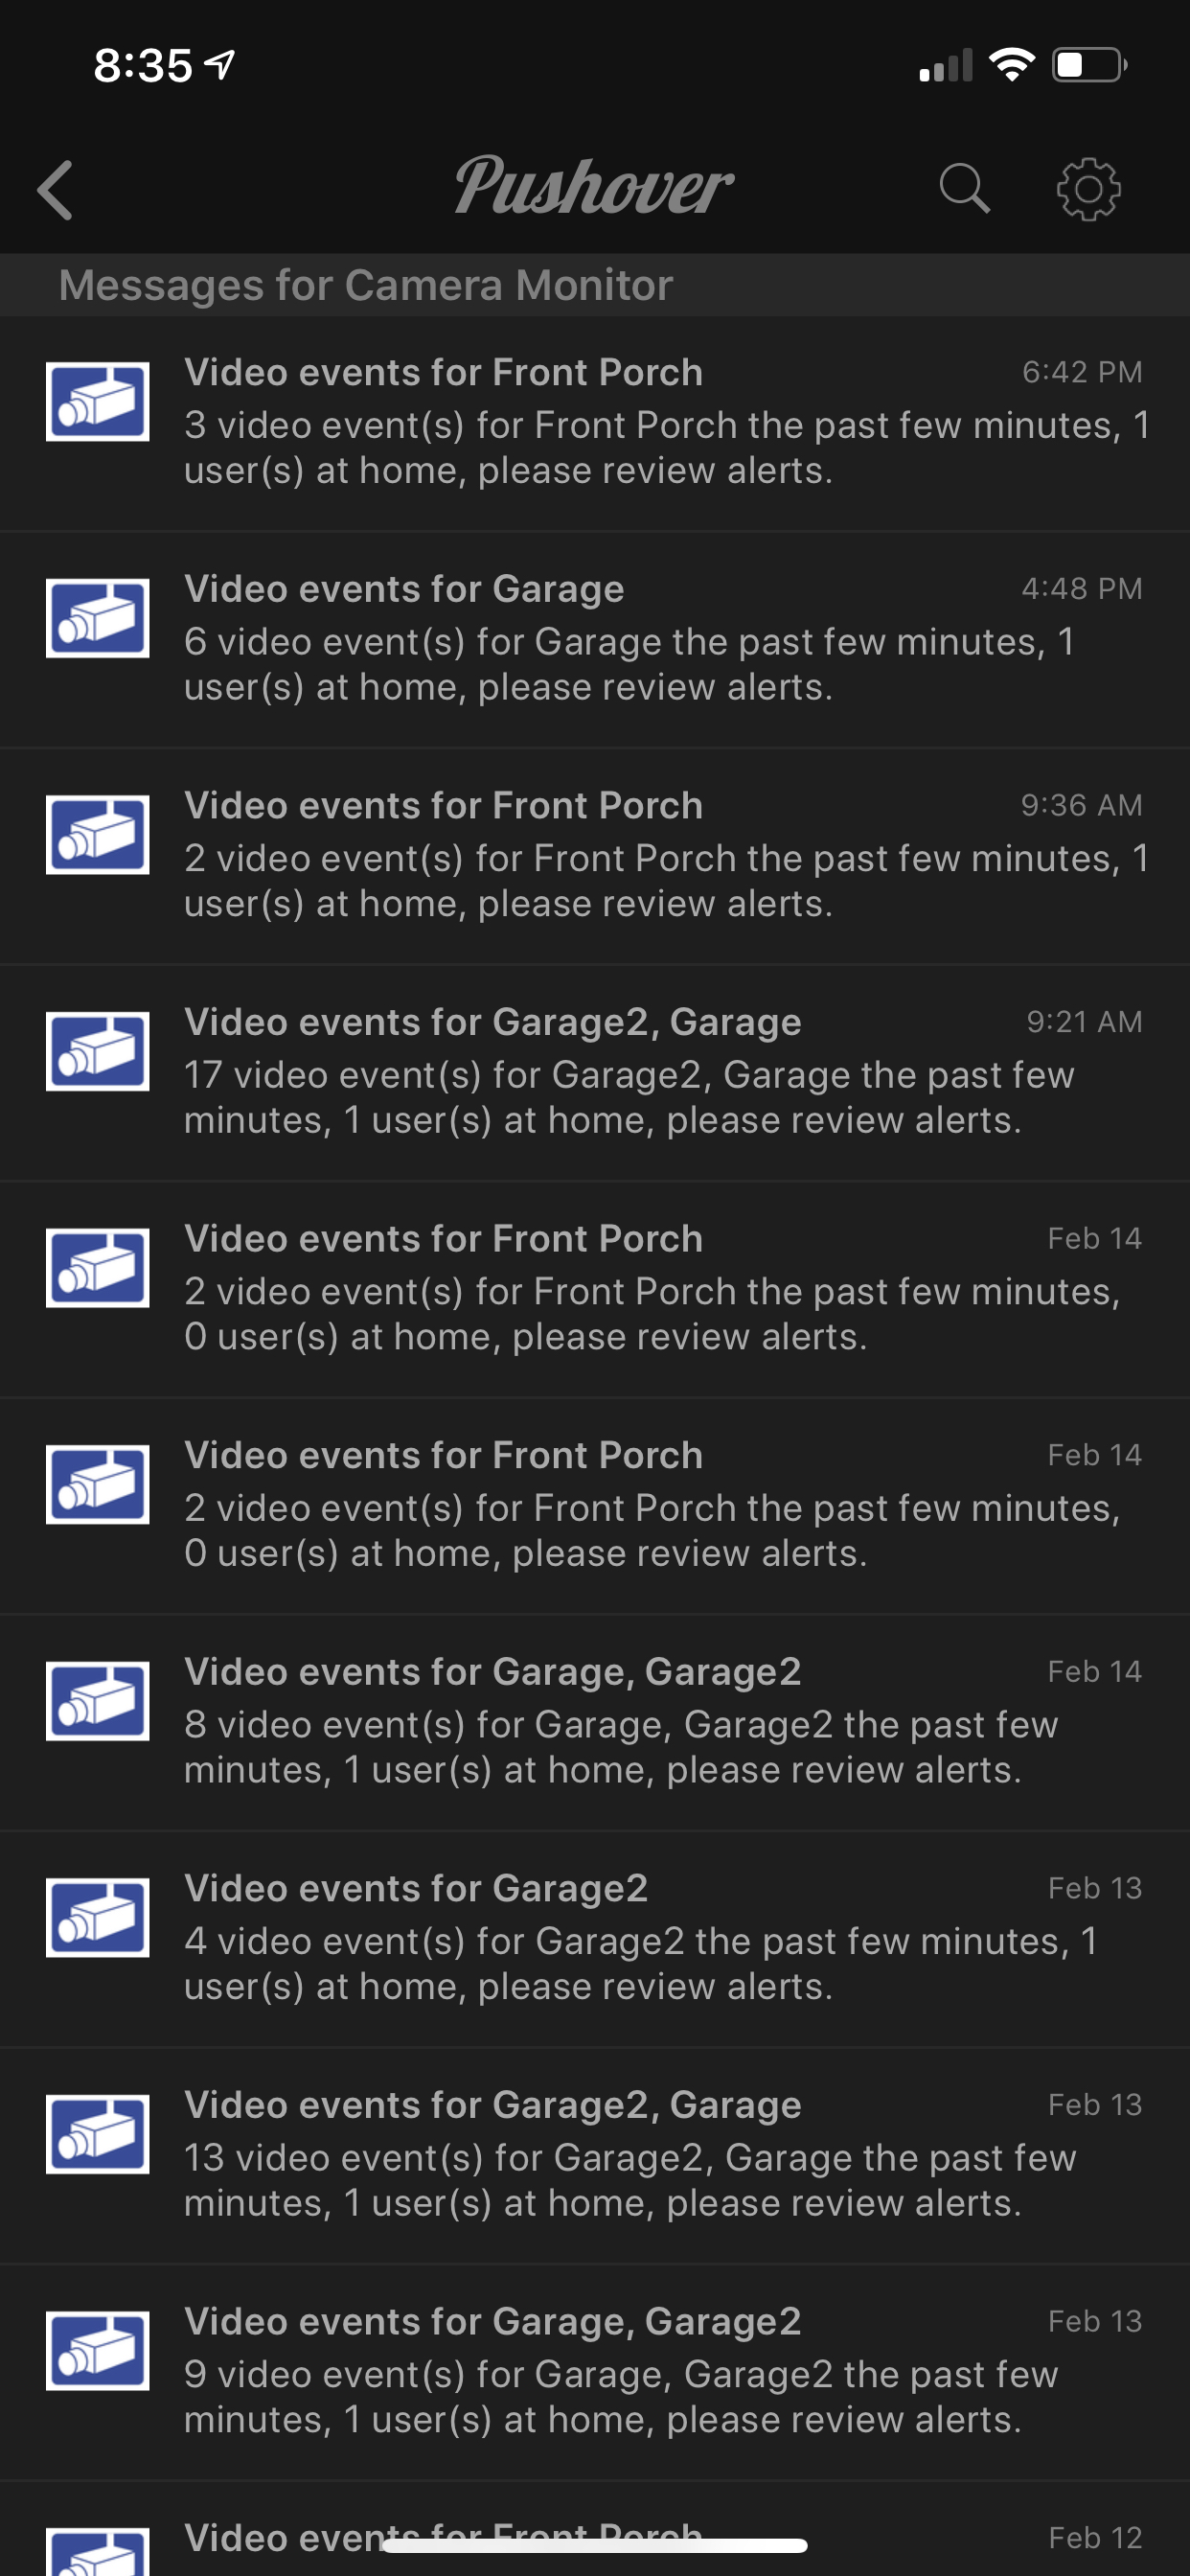 8:35
Pushover
Messages for Camera Monitor
Video events for Front Porch 6:42 PM
3 video event(s) for Front Porch the past few minutes, 1
user(s) at home, please review alerts.
Video events for Garage 4:48 PM
6 video event(s) for Garage the past few minutes, 1
user(s) at home, please review alerts.
Video events for Front Porch 9:36 AM
2 video event(s) for Front Porch the past few minutes, 1
user(s) at home, please review alerts.
Video events for Garage2, Garage 9:21 AM
17 video event(s) for Garage2, Garage the past few
minutes, 1 user(s) at home, please review alerts.
Video events for Front Porch Feb 14
2 video event(s) for Front Porch the past few minutes,
0 user(s) at home, please review alerts.
Video events for Front Porch Feb 14
2 video event(s) for Front Porch the past few minutes,
0 user(s) at home, please review alerts.
Video events for Garage, Garage2 Feb 14
8 video event(s) for Garage, Garage2 the past few
minutes, 1 user(s) at home, please review alerts.
Video events for Garage2 Feb 13
4 video event(s) for Garage2 the past few minutes, 1
user(s) at home, please review alerts.
Video events for Garage2, Garage Feb 13
13 video event(s) for Garage2, Garage the past few
minutes, 1 user(s) at home, please review alerts.
Video events for Garage, Garage2 Feb 13
9 video event(s) for Garage, Garage2 the past few
minutes, 1 user(s) at home, please review alerts.
Video events for Front Porch Feb 12